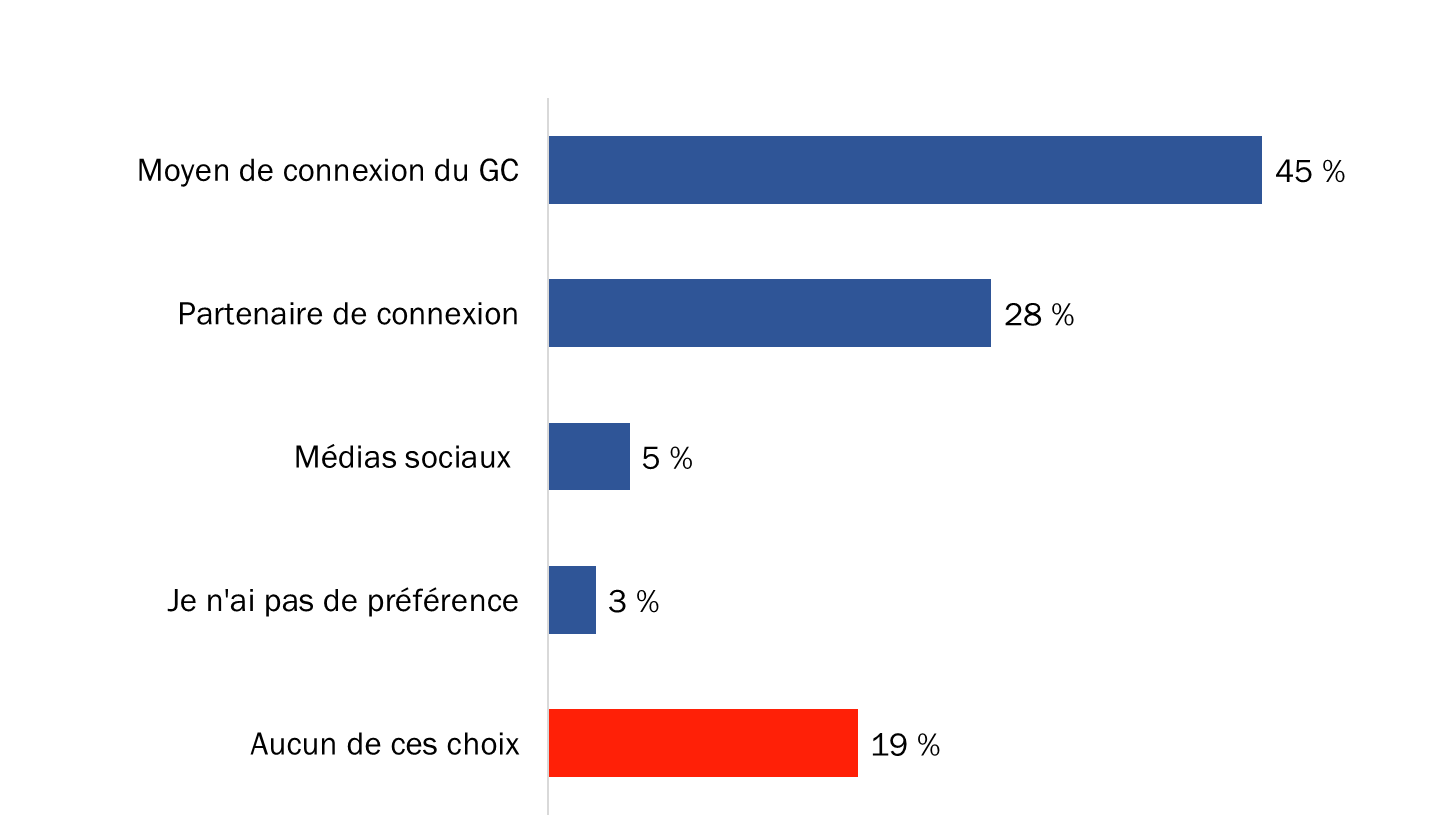 Moyen de connexion du GC 45 %
Partenaire de connexion 28 %
Médias sociaux 5 %
Je n'ai pas de préférence 3 %
Aucun de ces choix 19 %